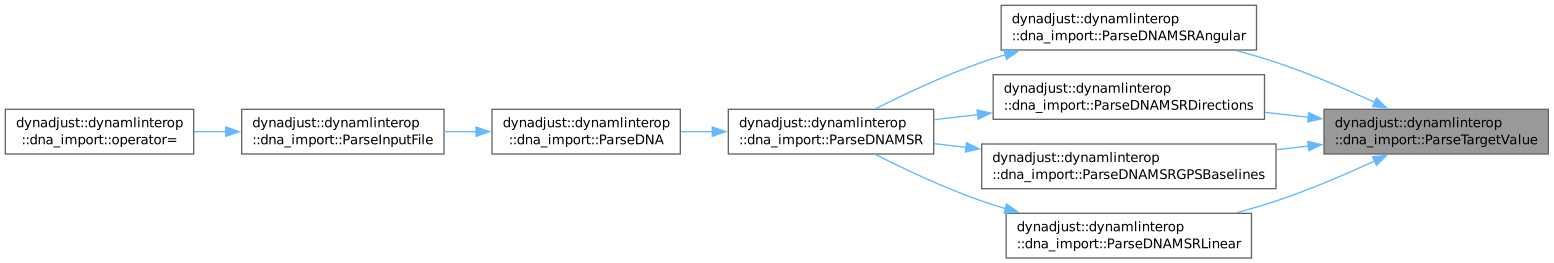 dynadjust::dynamlinterop
::dna_import::operator=
dynadjust::dynamlinterop
::dna_import::ParseInputFile
dynadjust::dynamlinterop
::dna_import::ParseDNA
dynadjust::dynamlinterop
::dna_import::ParseDNAMSR
dynadjust::dynamlinterop
::dna_import::ParseDNAMSRAngular
dynadjust::dynamlinterop
::dna_import::ParseDNAMSRDirections
dynadjust::dynamlinterop
::dna_import::ParseDNAMSRGPSBaselines
dynadjust::dynamlinterop
::dna_import::ParseDNAMSRLinear
dynadjust::dynamlinterop
::dna_import::ParseTargetValue